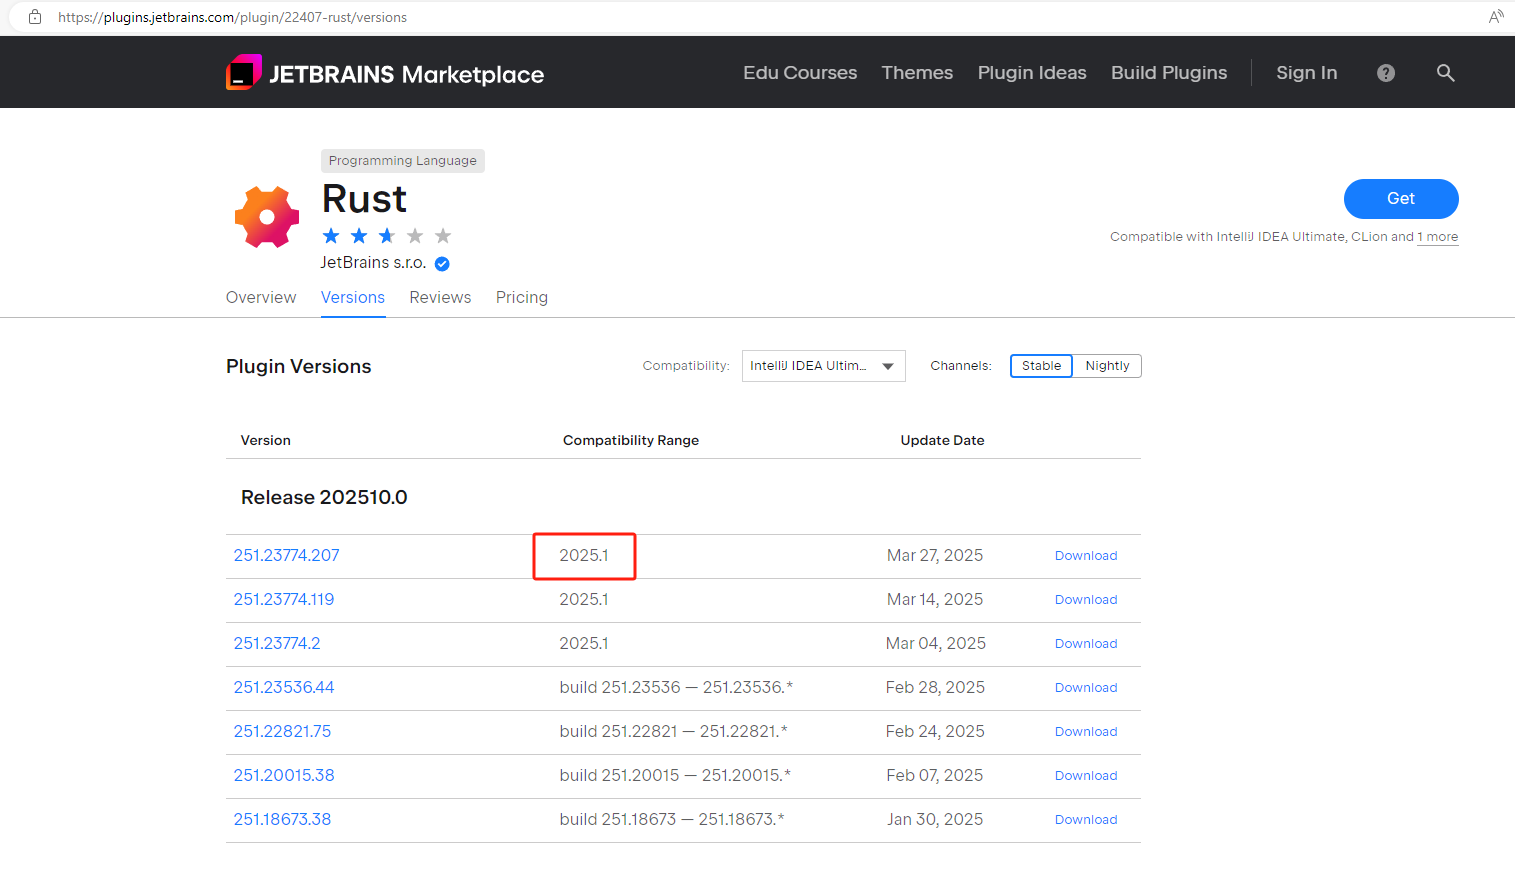 https://plugins.jetbrains.com/plugin/22407-rust/versions
JETBRAINS Marketplace
Edu Courses
Themes
Plugin Ideas
Build Plugins
Sign In
?
Programming Language
Rust
Get
Compatible with IntelliJ IDEA Ultimate, CLion and 1 more
JetBrains s.r.o.
Overview
Versions
Reviews
Pricing
Plugin Versions
Compatibility:
IntelliJ IDEA Ultim...
Channels:
Stable
Nightly
Version
Compatibility Range
Update Date
Release 202510.0
251.23774.207
2025.1
Mar 27, 2025
Download
251.23774.119
2025.1
Mar 14, 2025
Download
251.23774.2
2025.1
Mar 04, 2025
Download
251.23536.44
build 251.23536 — 251.23536.*
Feb 28, 2025
Download
251.22821.75
build 251.22821 — 251.22821.*
Feb 24, 2025
Download
251.20015.38
build 251.20015 — 251.20015.*
Feb 07, 2025
Download
251.18673.38
build 251.18673 — 251.18673.*
Jan 30, 2025
Download